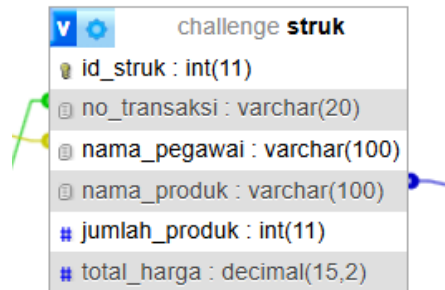 V challenge struk
id_struk : int(11)
no_transaksi : varchar(20)
nama_pegawai : varchar(100)
nama_produk : varchar(100)
# jumlah_produk : int(11)
# total_harga : decimal(15,2)